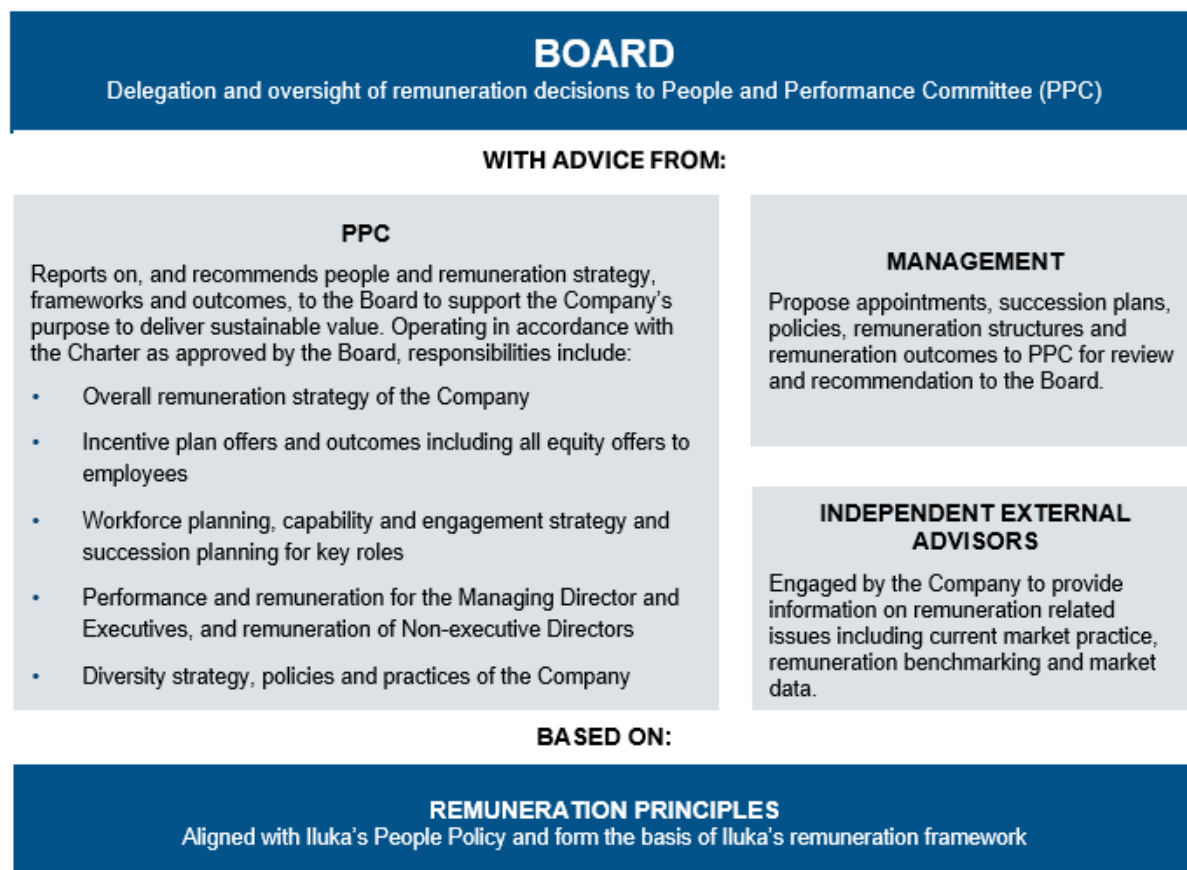 BOARD
Delegation and oversight of remuneration decisions to People and Performance Committee (PPC)
WITH ADVICE FROM:
PPC
Reports on, and recommends people and remuneration strategy,
frameworks and outcomes, to the Board to support the Company's
purpose to deliver sustainable value. Operating in accordance with
the Charter as approved by the Board, responsibilities include:
• Overall remuneration strategy of the Company
• Incentive plan offers and outcomes including all equity offers to
employees
• Workforce planning, capability and engagement strategy and
succession planning for key roles
• Performance and remuneration for the Managing Director and
Executives, and remuneration of Non-executive Directors
• Diversity strategy, policies and practices of the Company
MANAGEMENT
Propose appointments, succession plans,
policies, remuneration structures and
remuneration outcomes to PPC for review
and recommendation to the Board.
INDEPENDENT EXTERNAL
ADVISORS
Engaged by the Company to provide
information on remuneration related
issues including current market practice,
remuneration benchmarking and market
data.
BASED ON:
REMUNERATION PRINCIPLES
Aligned with Iluka's People Policy and form the basis of Iluka's remuneration framework